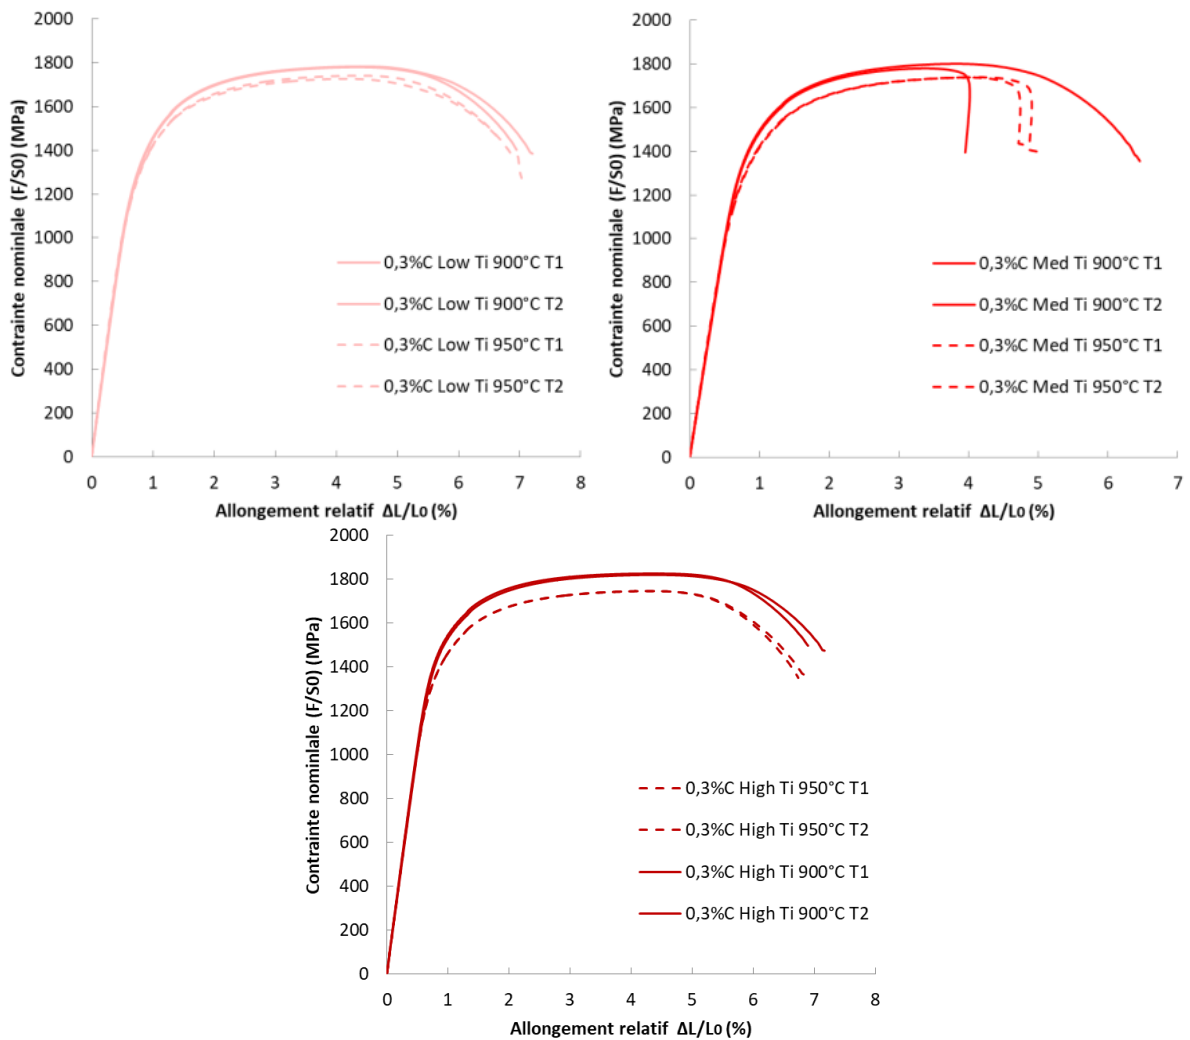 2000
1800
1600
1400
1200
1000
800
600
400
200
0
Contrainte nominiale (F/S0) (MPa)
0,3%C Low Ti 900°C T1
0,3%C Low Ti 900°C T2
0,3%C Low Ti 950°C T1
0,3%C Low Ti 950°C T2
0 1 2 3 4 5 6 7 8
Allongement relatif ΔL/L0 (%)
2000
1800
1600
1400
1200
1000
800
600
400
200
0
Contrainte nominiale (F/S0) (MPa)
0,3%C Med Ti 900°C T1
0,3%C Med Ti 900°C T2
0,3%C Med Ti 950°C T1
0,3%C Med Ti 950°C T2
0 1 2 3 4 5 6 7
Allongement relatif ΔL/L0 (%)
2000
1800
1600
1400
1200
1000
800
600
400
200
0
Contrainte nominiale (F/S0) (MPa)
0,3%C High Ti 950°C T1
0,3%C High Ti 950°C T2
0,3%C High Ti 900°C T1
0,3%C High Ti 900°C T2
0 1 2 3 4 5 6 7 8
Allongement relatif ΔL/L0 (%)